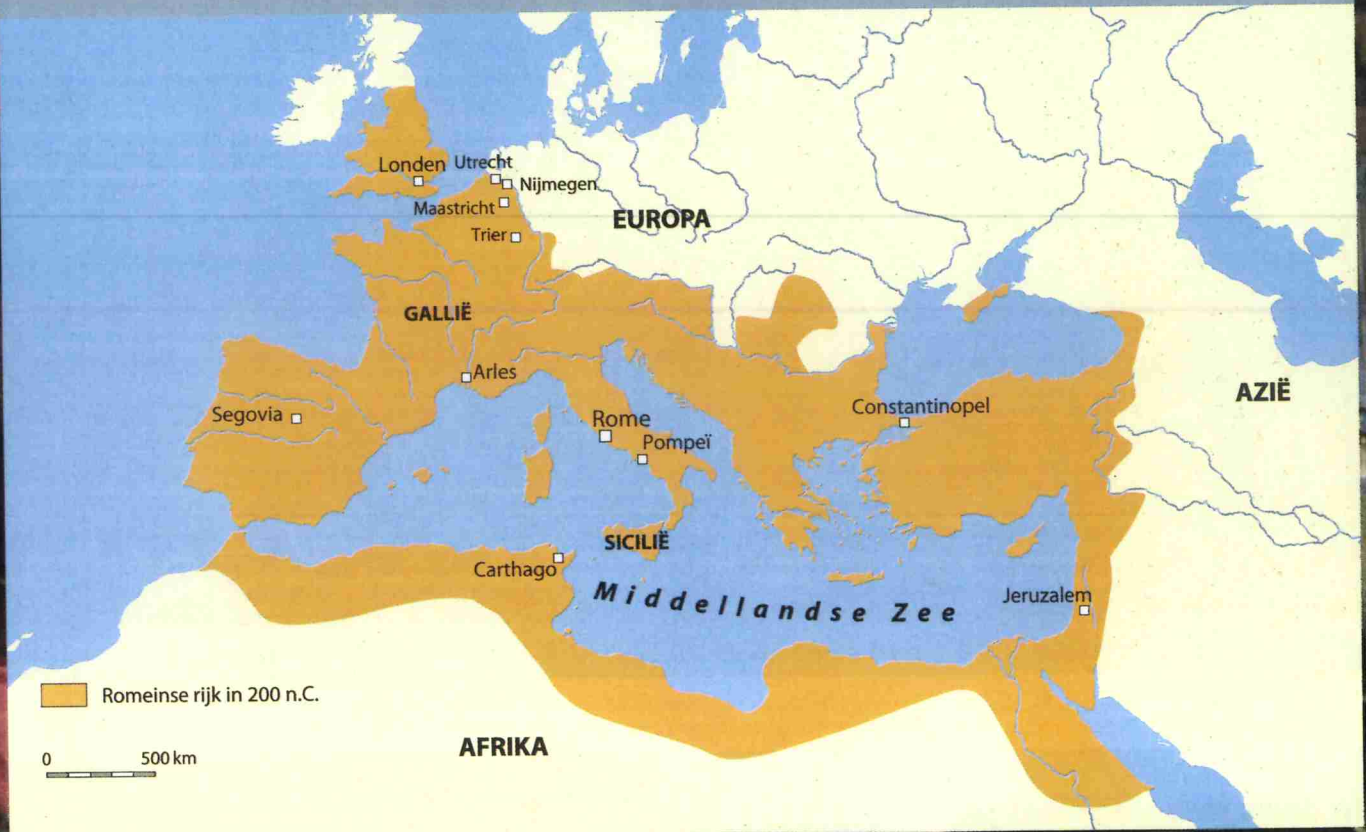 Londen
Utrecht
Nijmegen
Maastricht
EUROPA
Trier
GALLIË
Arles
AZIË
Segovia
Rome
Constantinopel
Pompeï
SICILIË
Carthago
Middellandse Zee
Jeruzalem
Romeinse rijk in 200 n.C.
AFRIKA
0 500 km